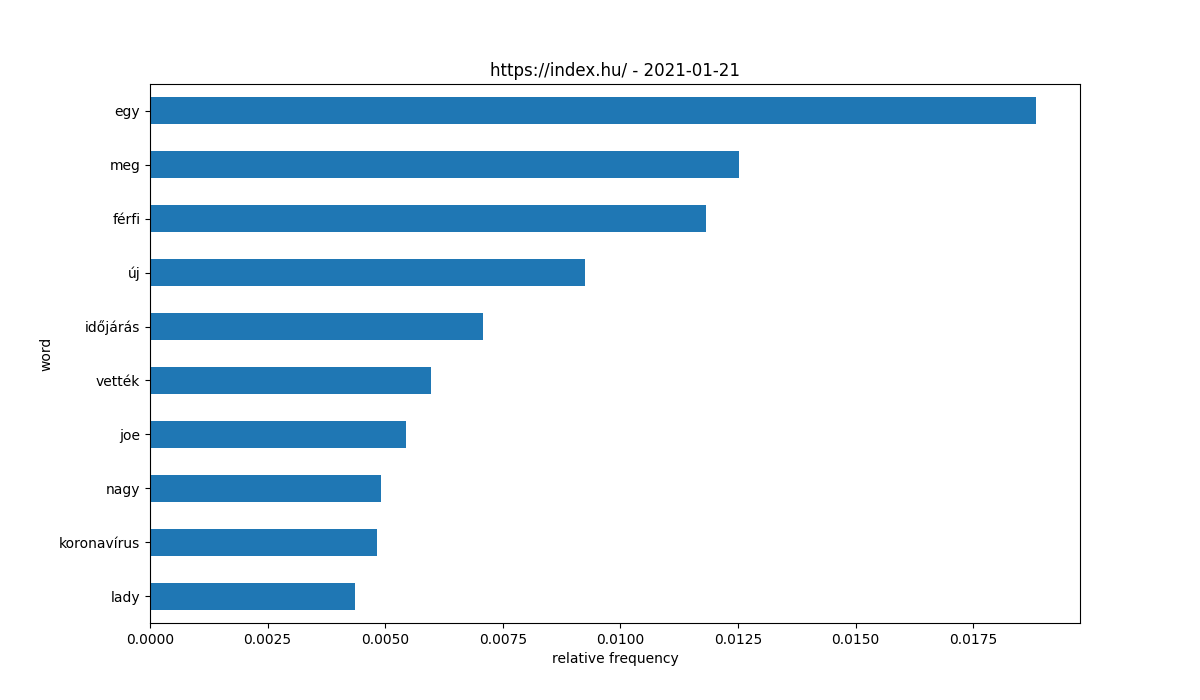 https://index.hu/ - 2021-01-21
egy
meg
férfi
új
időjárás
vették
joe
nagy
koronavírus
lady
word
0.0000 0.0025 0.0050 0.0075 0.0100 0.0125 0.0150 0.0175
relative frequency